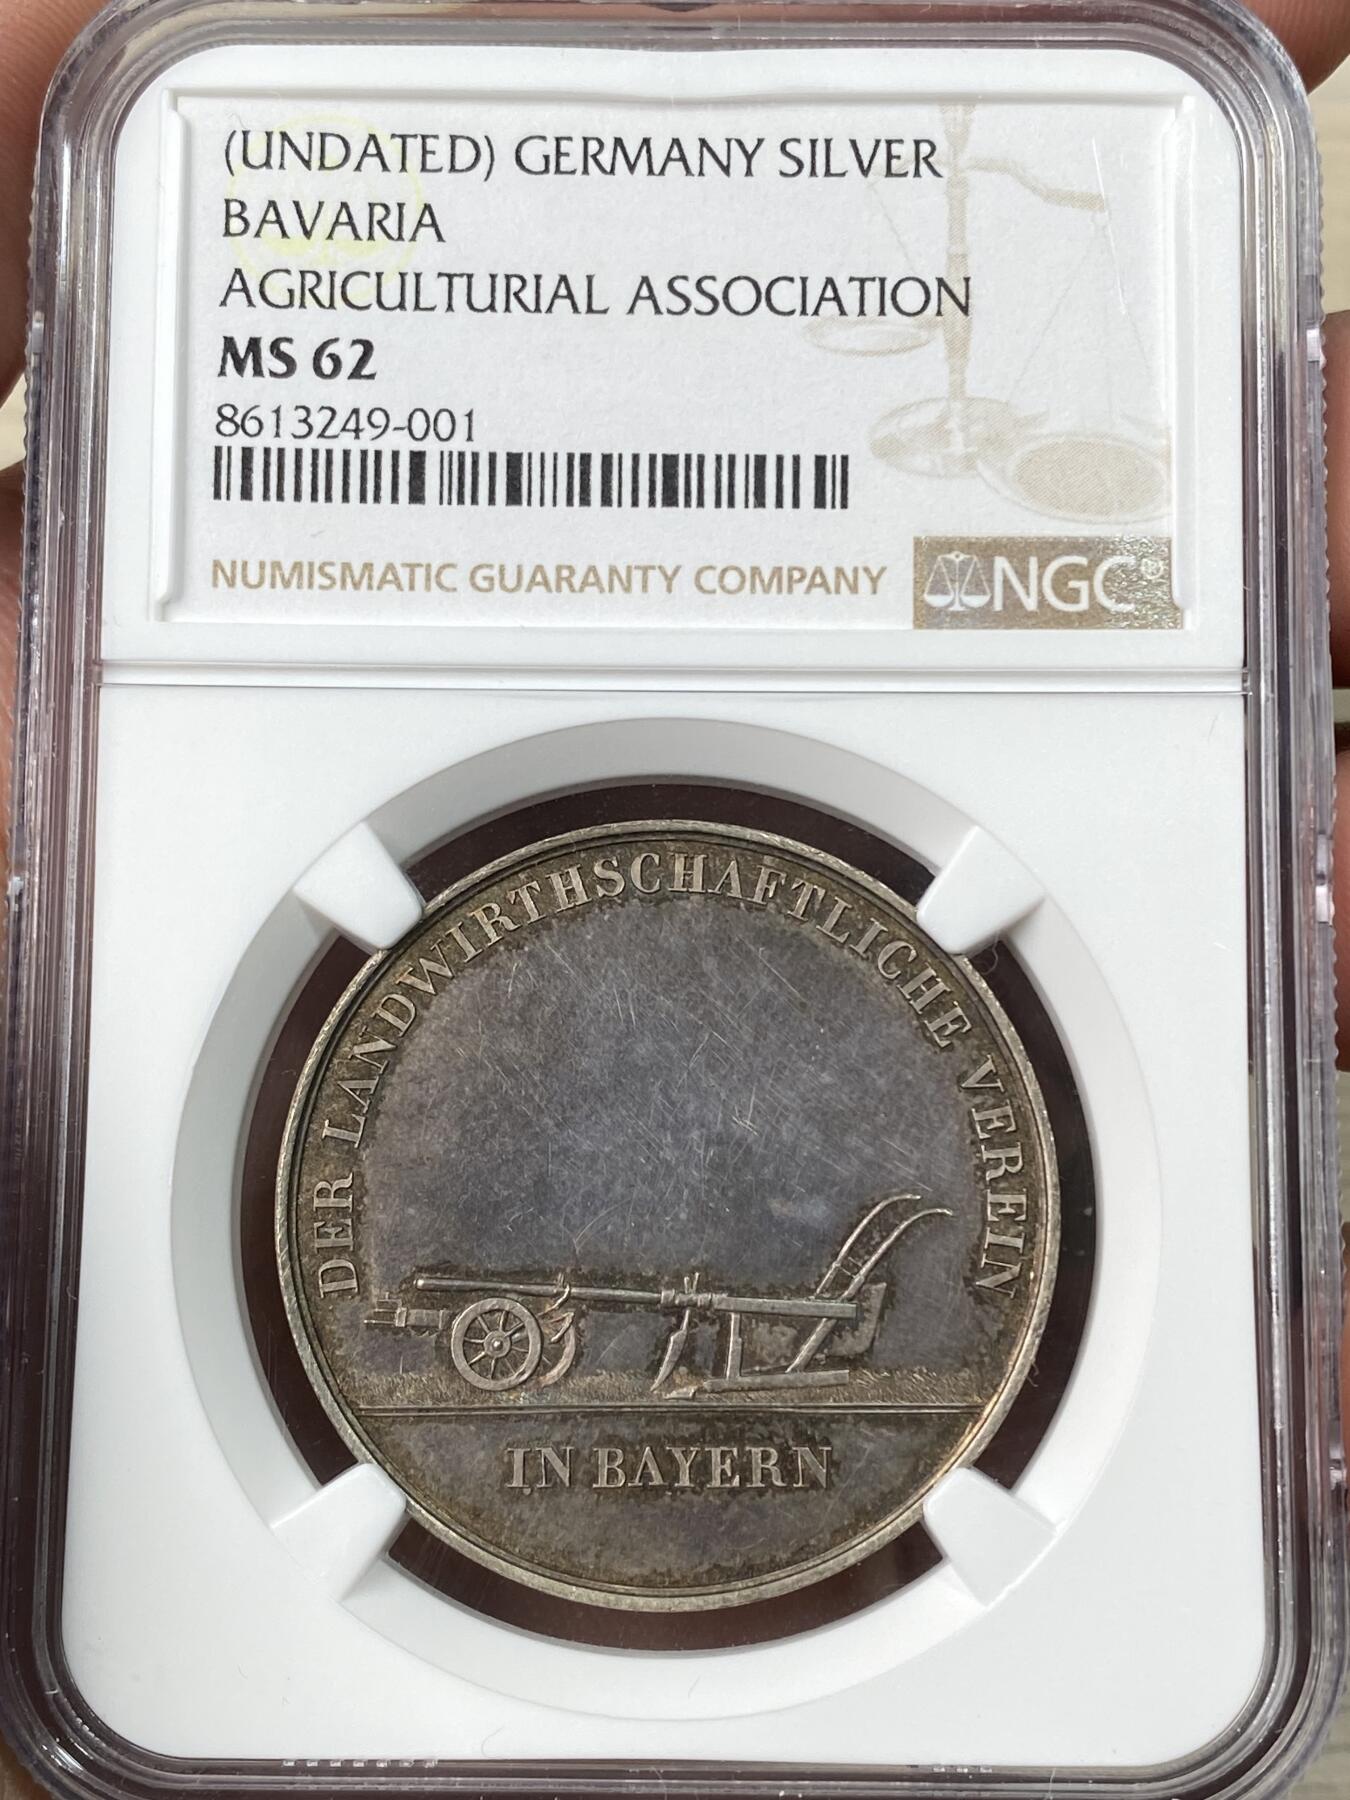 (UNDATED) GERMANY SILVER
BAVARIA
AGRICULTURIAL ASSOCIATION
MS 62
8613249-001
NUMISMATIC GUARANTY COMPANY
NGC®
DER LANDWIRTHSCHAFTLICHE VEREIN
IN BAYERN